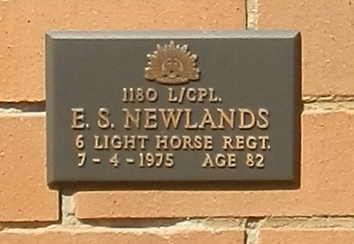 1180 L/CPL.
E. S. NEWLANDS
6 LIGHT HORSE REGT.
7 - 4 - 1975 AGE 82